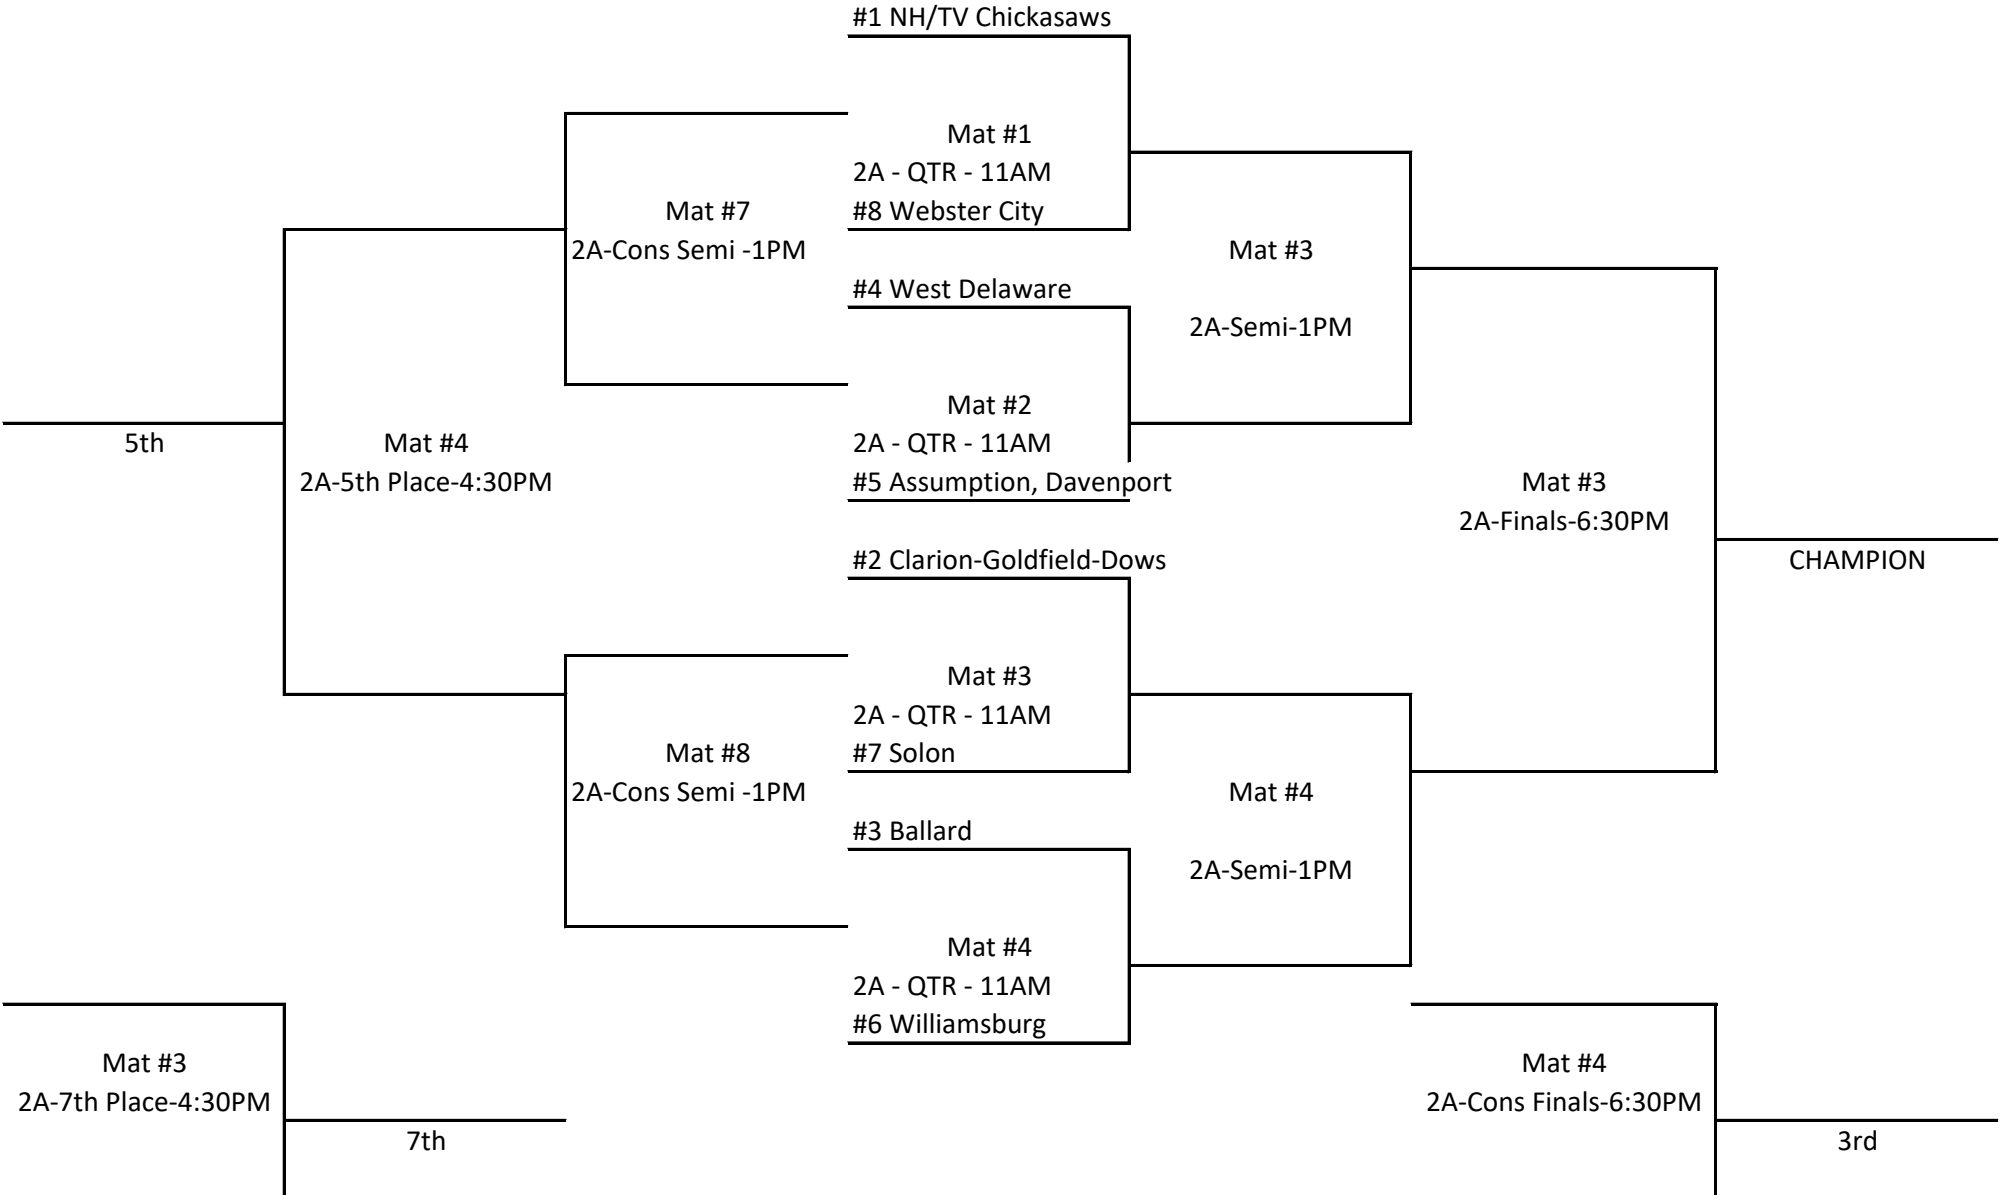 #1 NH/TV Chickasaws
Mat #1
2A - QTR - 11AM
#8 Webster City
Mat #7
2A-Cons Semi -1PM
Mat #3
2A-Semi-1PM
#4 West Delaware
Mat #2
2A - QTR - 11AM
#5 Assumption, Davenport
5th
Mat #4
2A-5th Place-4:30PM
Mat #3
2A-Finals-6:30PM
CHAMPION
#2 Clarion-Goldfield-Dows
Mat #3
2A - QTR - 11AM
#7 Solon
Mat #8
2A-Cons Semi -1PM
Mat #4
2A-Semi-1PM
#3 Ballard
Mat #4
2A - QTR - 11AM
#6 Williamsburg
Mat #3
2A-7th Place-4:30PM
7th
Mat #4
2A-Cons Finals-6:30PM
3rd